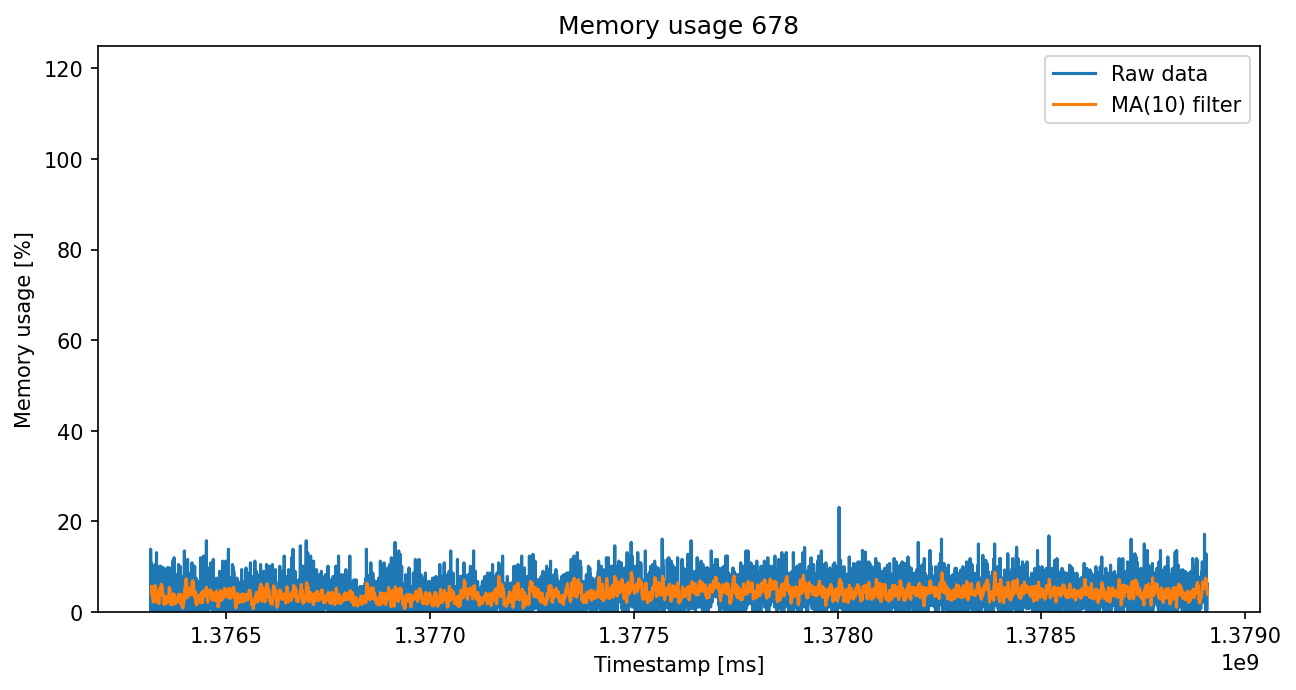 Memory usage 678
120
100
80
60
40
20
0
Memory usage [%]
Raw data
MA(10) filter
1.3765 1.3770 1.3775 1.3780 1.3785 1.3790
1e9
Timestamp [ms]